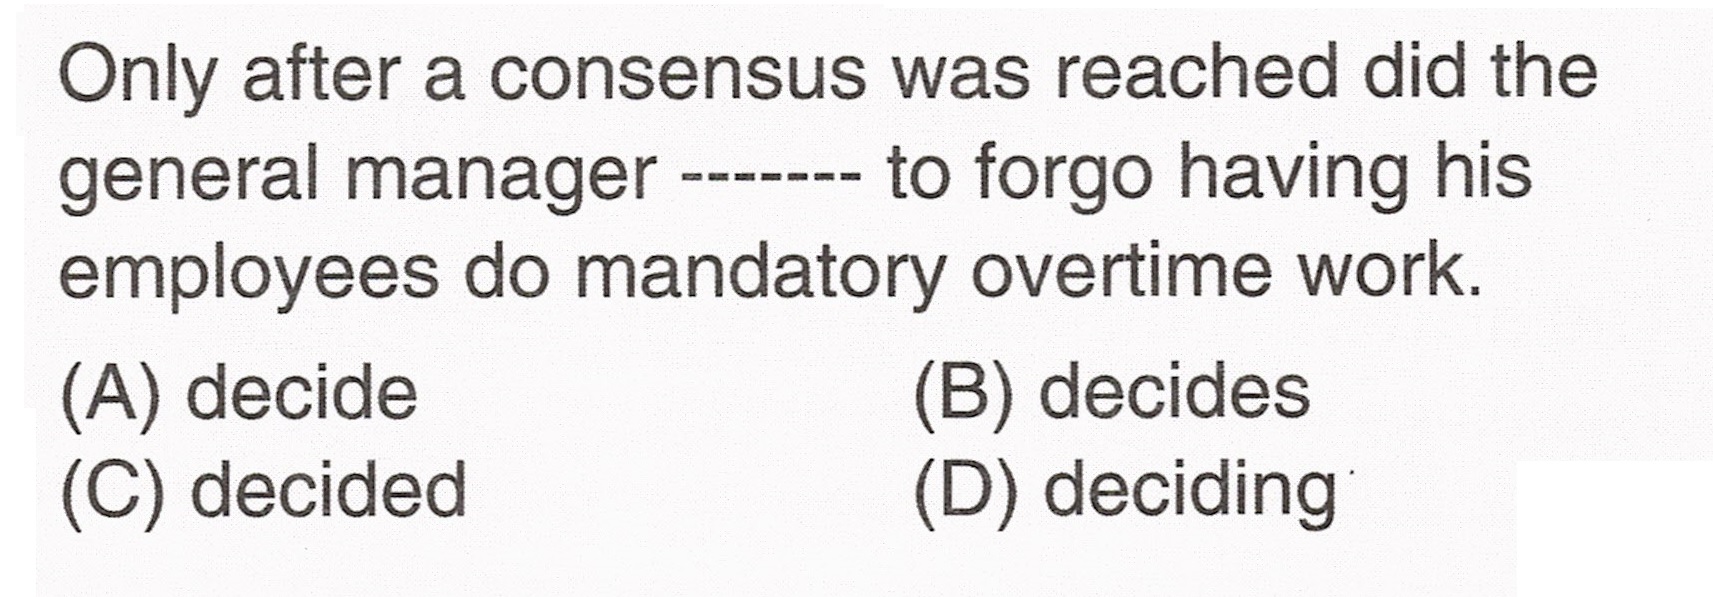 Only after a consensus was reached did the
general manager ------- to forgo having his
employees do mandatory overtime work.
(A) decide (B) decides
(C) decided (D) deciding